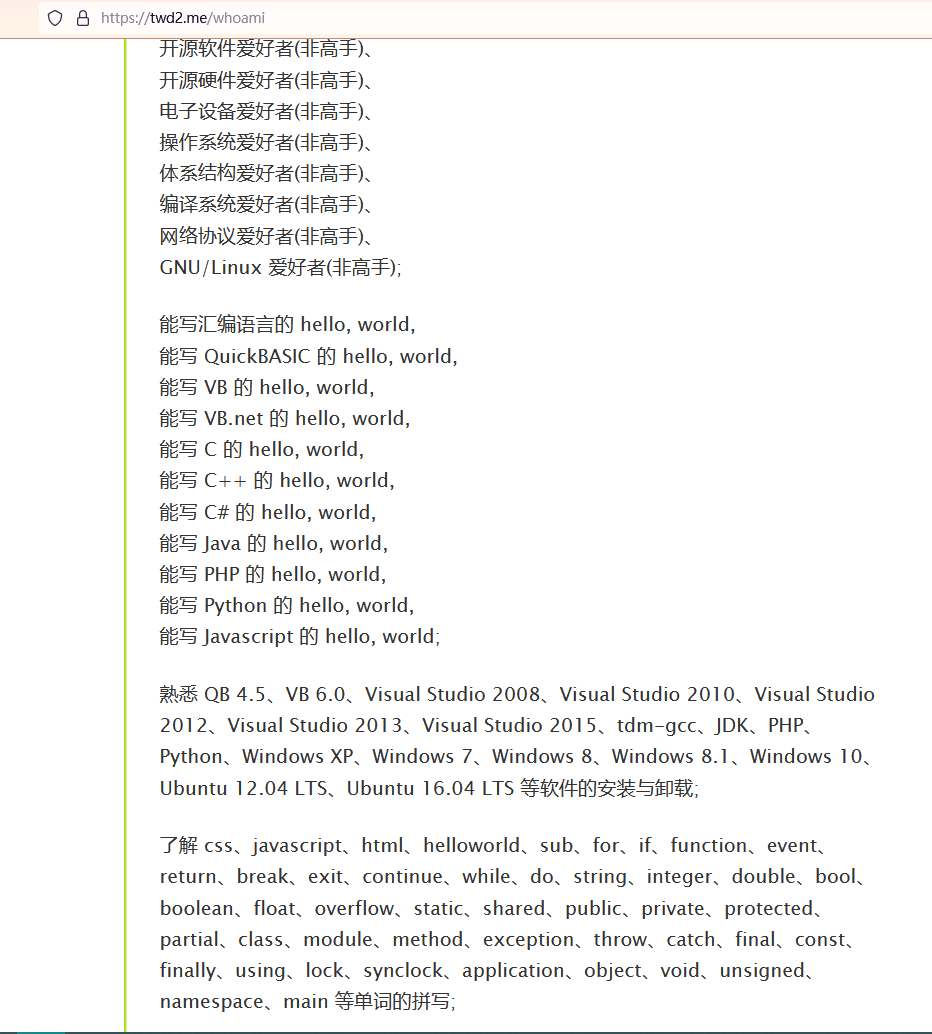 https://twd2.me/whoami
开源软件爱好者(非高手)、
开源硬件爱好者(非高手)、
电子设备爱好者(非高手)、
操作系统爱好者(非高手)、
体系结构爱好者(非高手)、
编译系统爱好者(非高手)、
网络协议爱好者(非高手)、
GNU/Linux 爱好者(非高手);
能写汇编语言的 hello, world,
能写 QuickBASIC 的 hello, world,
能写 VB 的 hello, world,
能写 VB.net 的 hello, world,
能写 C 的 hello, world,
能写 C++ 的 hello, world,
能写 C# 的 hello, world,
能写 Java 的 hello, world,
能写 PHP 的 hello, world,
能写 Python 的 hello, world,
能写 Javascript 的 hello, world;
熟悉 QB 4.5、VB 6.0、Visual Studio 2008、Visual Studio 2010、Visual Studio
2012、Visual Studio 2013、Visual Studio 2015、tdm-gcc、JDK、PHP、
Python、Windows XP、Windows 7、Windows 8、Windows 8.1、Windows 10、
Ubuntu 12.04 LTS、Ubuntu 16.04 LTS 等软件的安装与卸载;
了解 css、javascript、html、helloworld、sub、for、if、function、event、
return、break、exit、continue、while、do、string、integer、double、bool、
boolean、float、overflow、static、shared、public、private、protected、
partial、class、module、method、exception、throw、catch、final、const、
finally、using、lock、synclock、application、object、void、unsigned、
namespace、main 等单词的拼写;